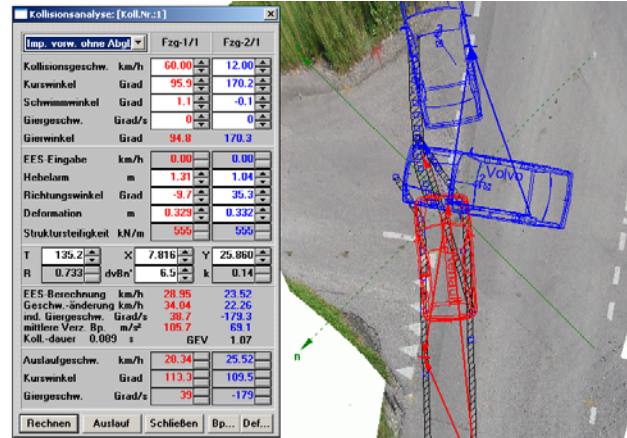 Kollisionsanalyse: [Koll.Nr.:1]
Imp. vorw. ohne Abgl. Fzg-1/1 Fzg-2/1
Kollisionsgeschw. km/h 60.00 12.00
Kurswinkel Grad 95.9 170.2
Schwimmwinkel Grad 1.1 -0.1
Giergeschw. Grad/s 0 0
Gierwinkel Grad 94.8 170.3
EES-Eingabe km/h 0.00 0.00
Hebelarm m 1.31 1.04
Richtungswinkel Grad -9.7 35.3
Deformation m 0.329 0.332
Struktursteifigkeit kN/m 555 555
T 135.2 X 7.816 Y 25.860
R 0.733 dvBn' 6.5 k 0.14
EES-Berechnung km/h 28.95 23.52
Geschw.-änderung km/h 34.04 22.26
ind. Giergeschw. Grad/s 38.7 -179.3
mittlere Verz. Bp. m/s² 105.7 69.1
Koll.-dauer 0.089 s GEV 1.07
Auslaufgeschw. km/h 28.34 25.52
Kurswinkel Grad 113.3 109.5
Giergeschw. Grad/s 39 -179
Rechnen Auslauf Schließen Bp... Def...
Volvo
n